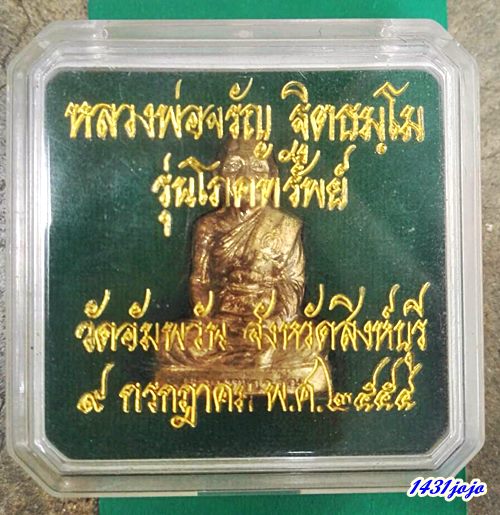 หลวงพ่อจรัญ ฐิตธมฺโม
รุ่นโภคทรัพย์
วัดอัมพวัน จังหวัดสิงห์บุรี
๙ กรกฎาคม พ.ศ. ๒๕๕๕
1431jojo